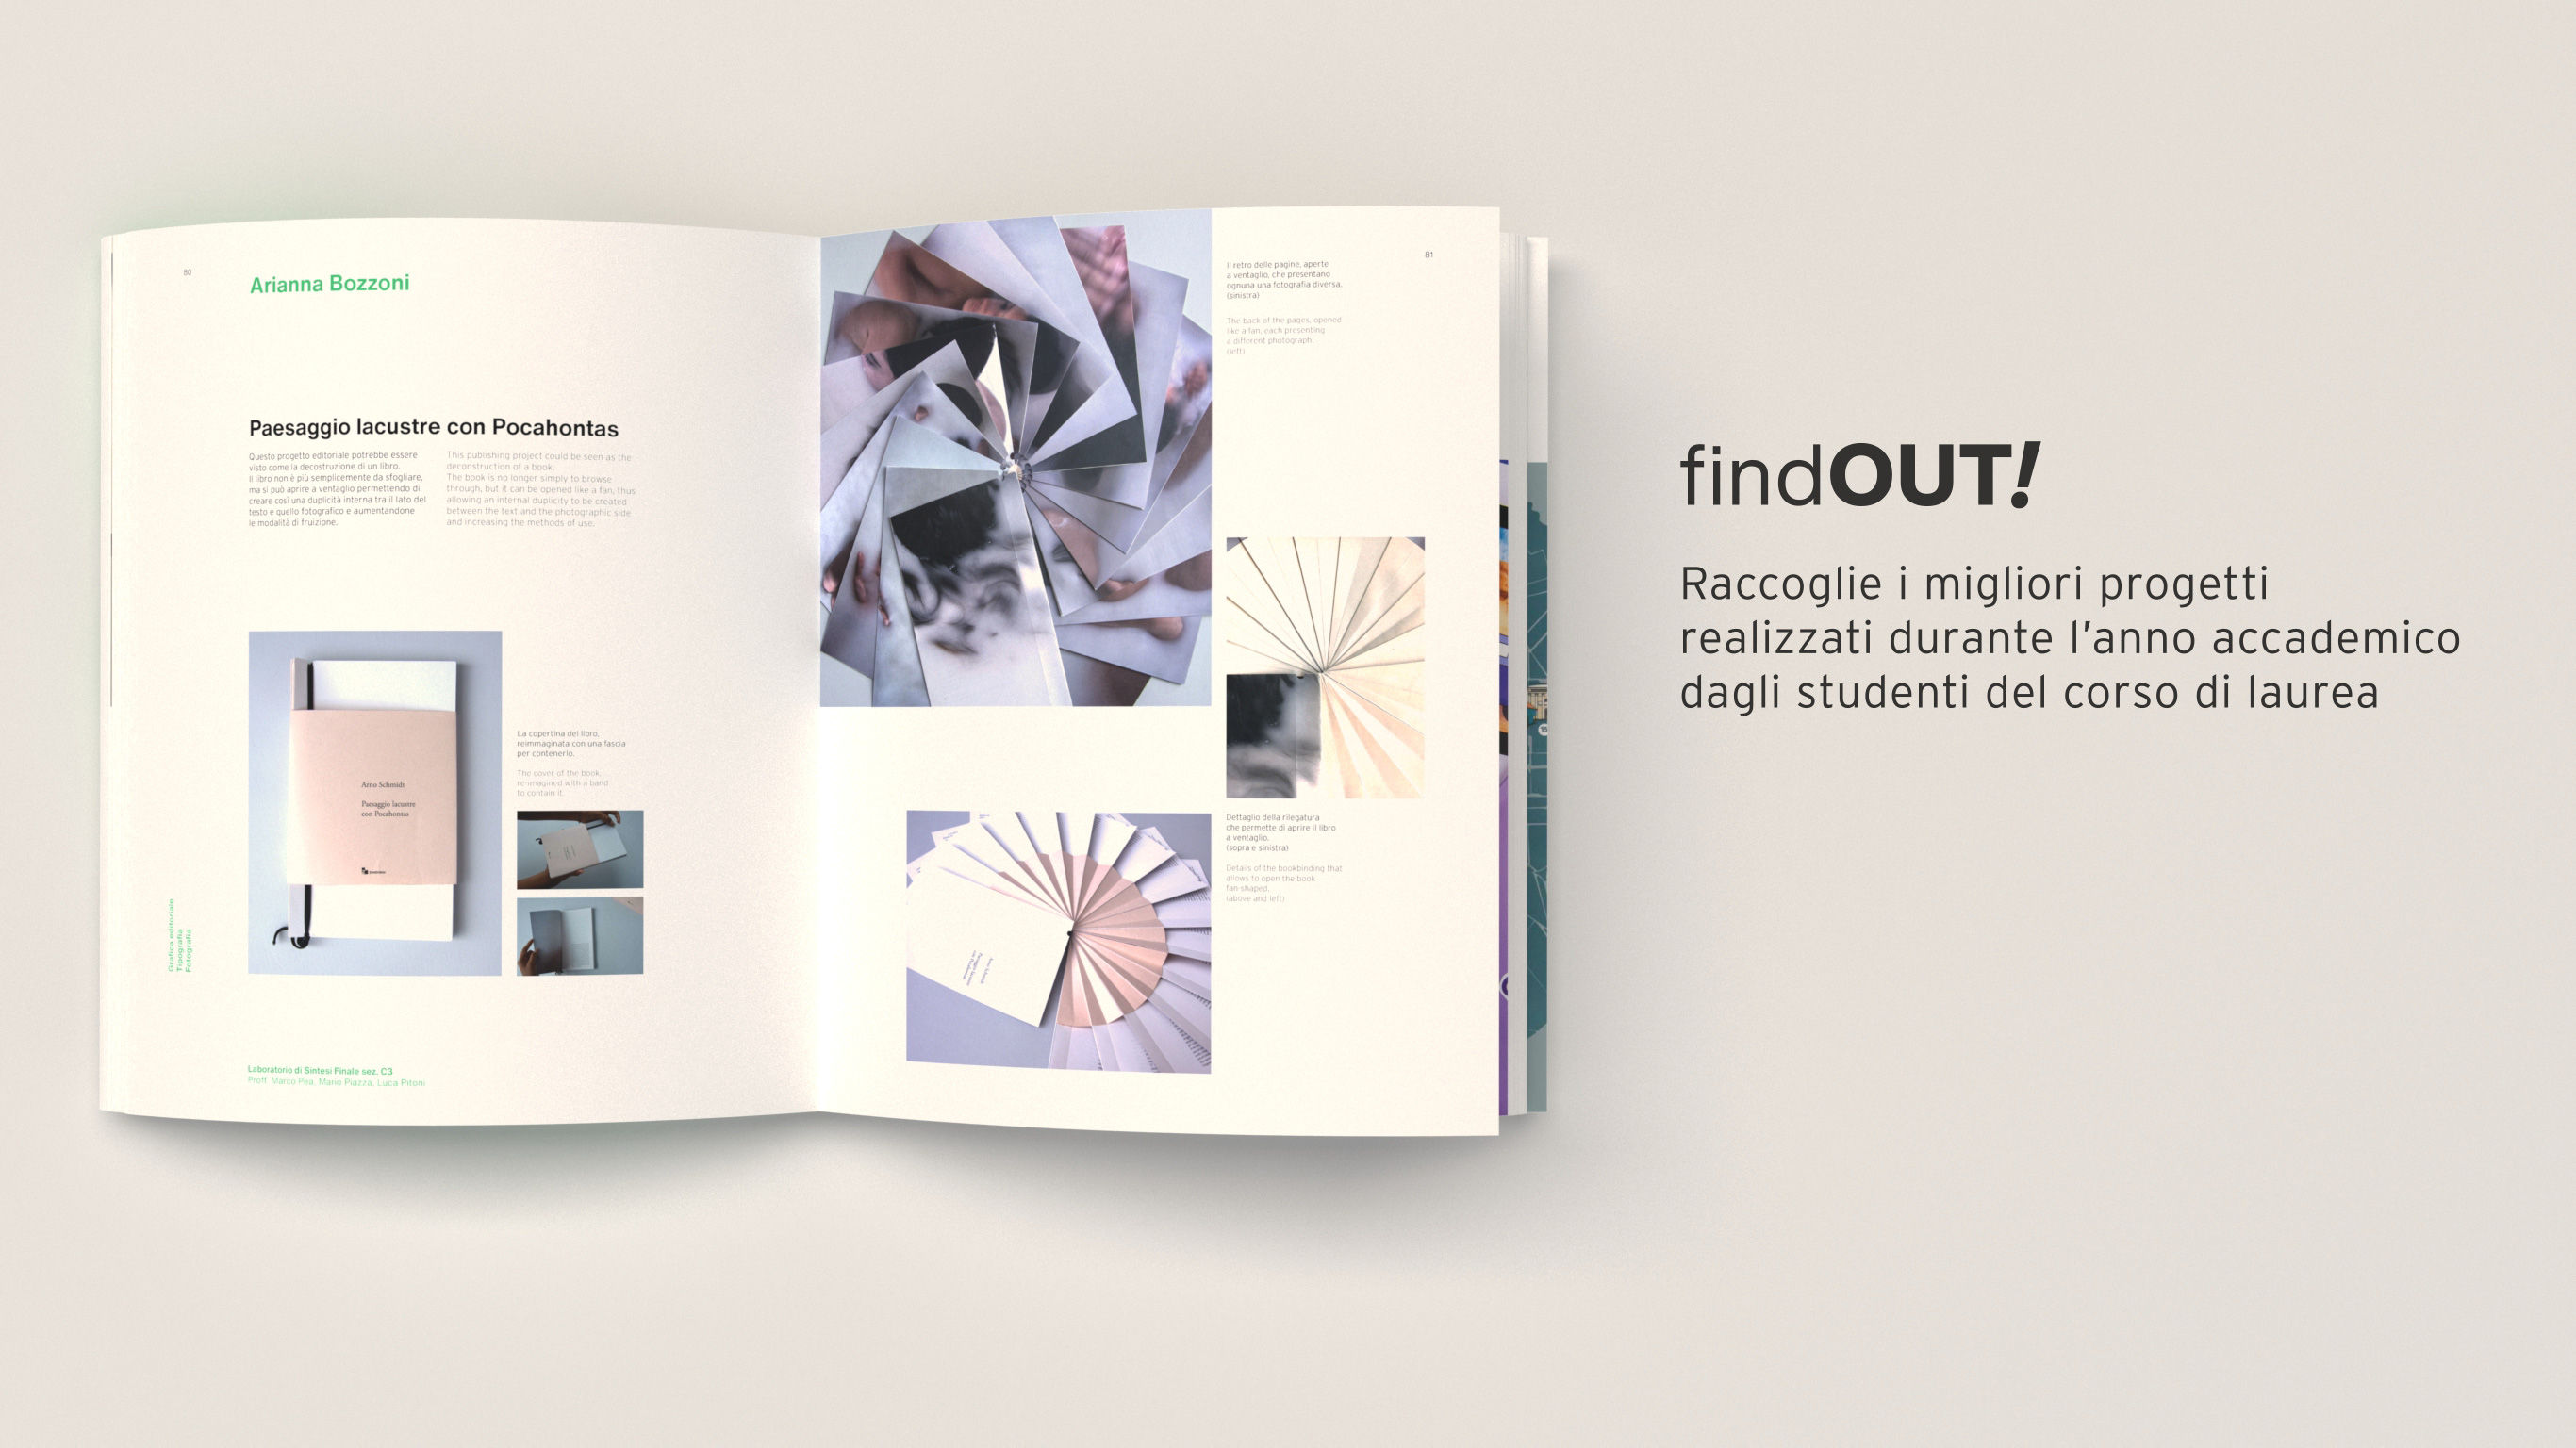 80
Arianna Bozzoni
Paesaggio lacustre con Pocahontas
Questo progetto editoriale potrebbe essere
visto come la decostruzione di un libro.
Il libro non è più semplicemente da sfogliare,
ma si può aprire a ventaglio permettendo di
creare così una duplicità interna tra il lato del
testo e quello fotografico e aumentandone
le modalità di fruizione.
This publishing project could be seen as the
deconstruction of a book.
The book is no longer simply to browse
through, but it can be opened like a fan, thus
allowing an internal duplicity to be created
between the text and the photographic side
and increasing the methods of use.
Arno Schmidt
Paesaggio lacustre
con Pocahontas
La copertina del libro,
reimmaginata con una fascia
per contenerlo.
The cover of the book,
re-imagined with a band
to contain it.
Grafica editoriale
Tipografia
Fotografia
Laboratorio di Sintesi Finale sez. C3
Proff. Marco Pea, Mario Piazza, Luca Pitoni
81
Il retro delle pagine, aperte
a ventaglio, che presentano
ognuna una fotografia diversa.
(sinistra)
The back of the pages, opened
like a fan, each presenting
a different photograph.
(left)
Dettaglio della rilegatura
che permette di aprire il libro
a ventaglio.
(sopra e sinistra)
Details of the bookbinding that
allows to open the book
fan-shaped.
(above and left)
Arno Schmidt
Paesaggio lacustre
con Pocahontas
findOUT!
Raccoglie i migliori progetti
realizzati durante l’anno accademico
dagli studenti del corso di laurea